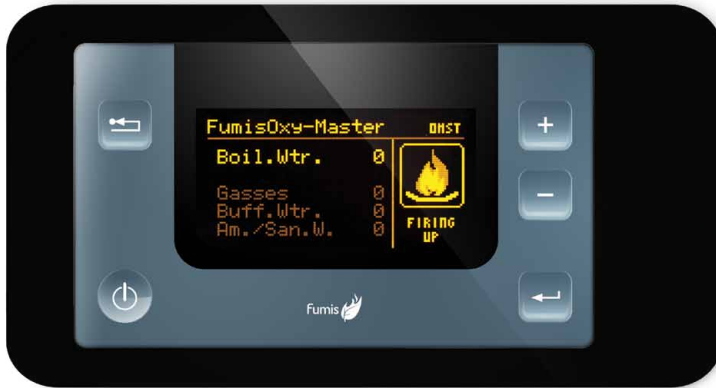 FumisOxy-Master OMST
Boil.Wtr. 0
Gasses 0
Buff.Wtr. 0
Am./San.W. 0
FIRING
UP
+
-
Fumis